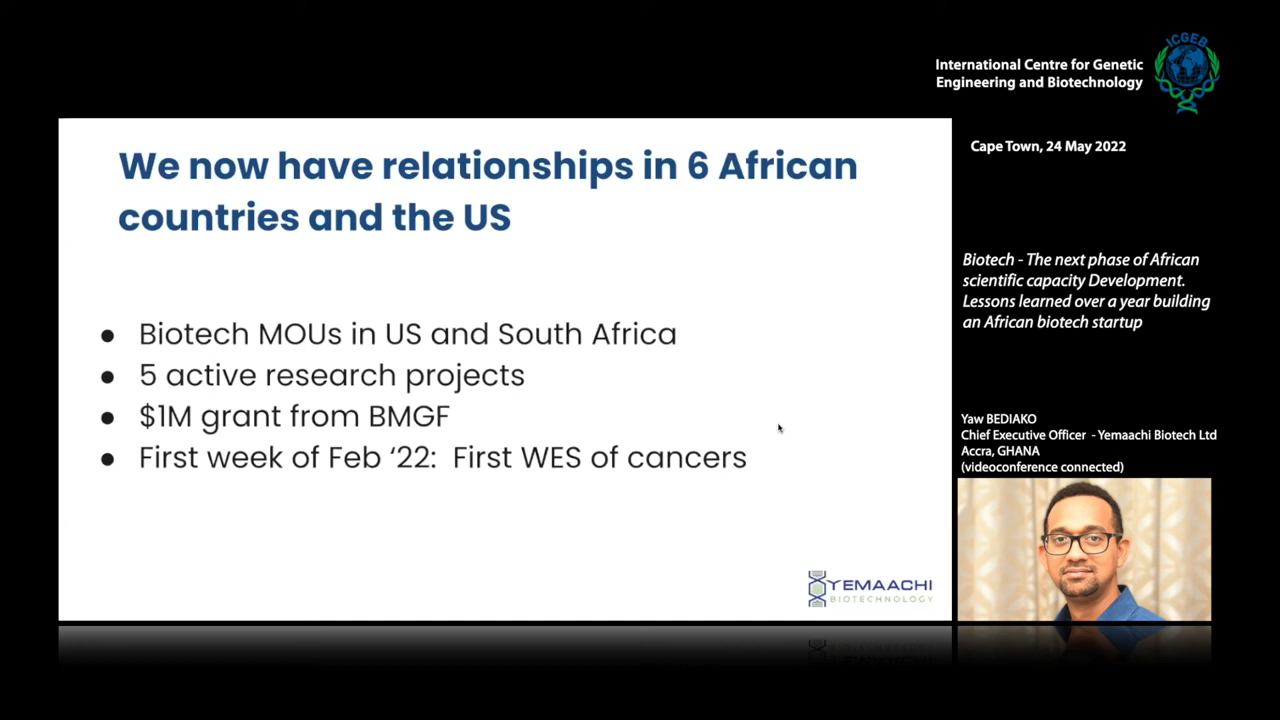 ICGEB
International Centre for Genetic
Engineering and Biotechnology
Cape Town, 24 May 2022
We now have relationships in 6 African
countries and the US
● Biotech MOUs in US and South Africa
● 5 active research projects
● $1M grant from BMGF
● First week of Feb ‘22:  First WES of cancers
YEMAACHI
BIOTECHNOLOGY
Biotech - The next phase of African
scientific capacity Development.
Lessons learned over a year building
an African biotech startup
Yaw BEDIAKO
Chief Executive Officer  - Yemaachi Biotech Ltd
Accra, GHANA
(videoconference connected)